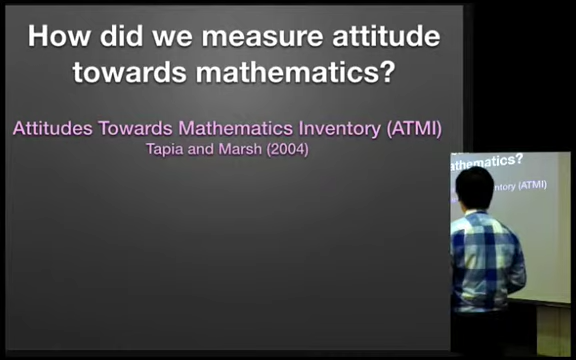 How did we measure attitude
towards mathematics?
Attitudes Towards Mathematics Inventory (ATMI)
Tapia and Marsh (2004)
athematics?
ntory (ATMI)